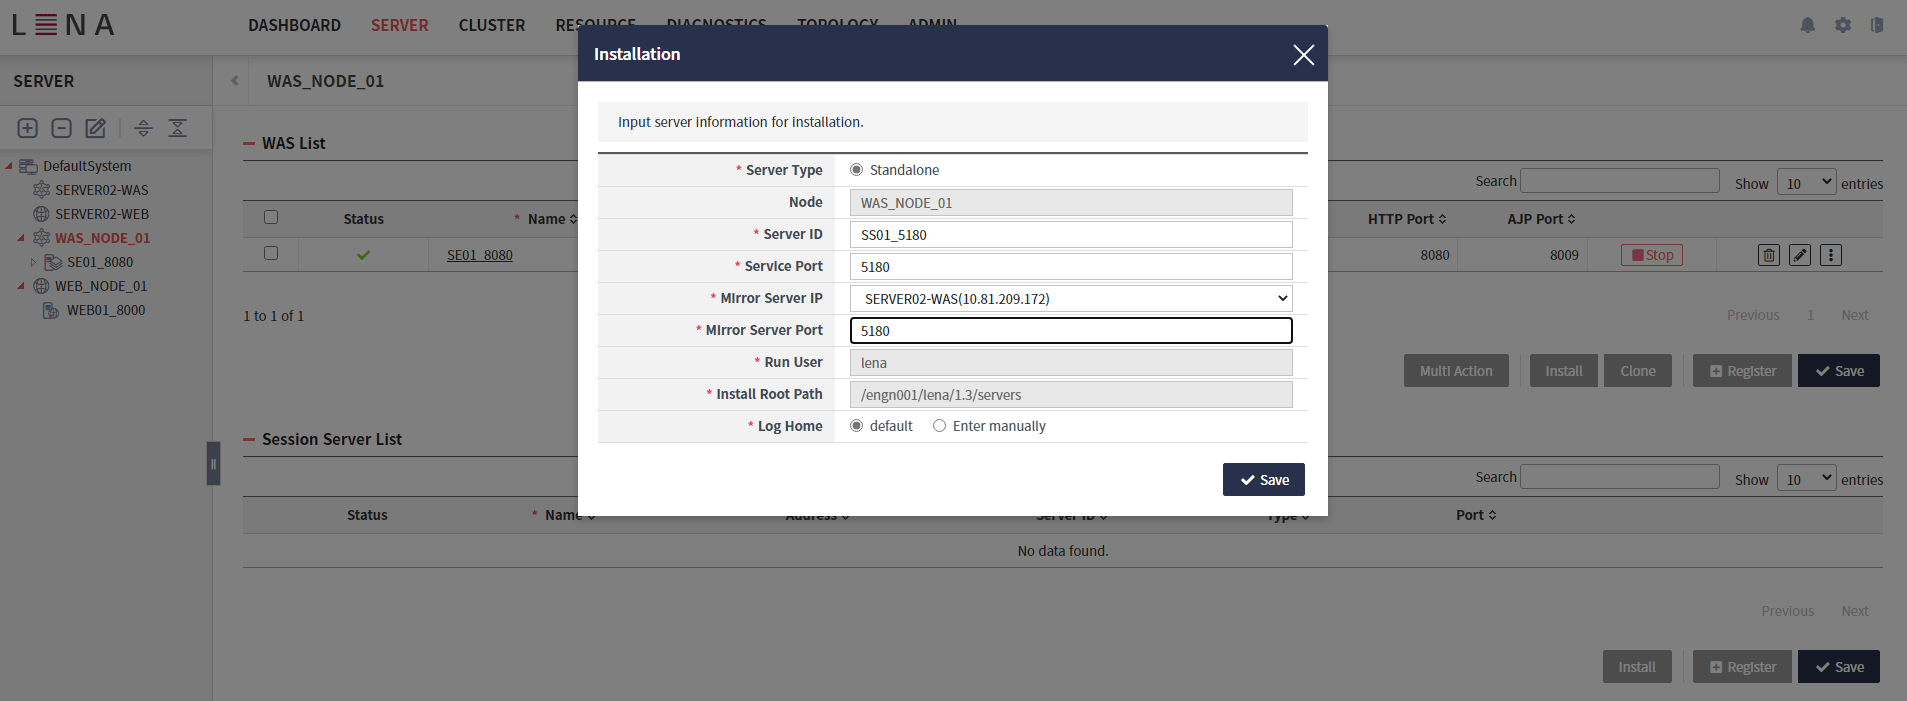 LENA
DASHBOARD SERVER CLUSTER RESOURCE DIAGNOSTICS TOPOLOGY ADMIN
SERVER
WAS_NODE_01
DefaultSystem
SERVER02-WAS
SERVER02-WEB
WAS_NODE_01
SE01_8080
WEB_NODE_01
WEB01_8000
WAS List
Search Show 10 entries
Status * Name HTTP Port AJP Port
SE01_8080 8080 8009 Stop
1 to 1 of 1
Previous 1 Next
Multi Action Install Clone Register Save
Installation
Input server information for installation.
* Server Type Standalone
Node WAS_NODE_01
* Server ID SS01_5180
* Service Port 5180
* Mirror Server IP SERVER02-WAS(10.81.209.172)
* Mirror Server Port 5180
* Run User lena
* Install Root Path /engn001/lena/1.3/servers
* Log Home default Enter manually
Save
Session Server List
Search Show 10 entries
Status * Name Address Server ID Type Port
No data found.
Previous Next
Install Register Save